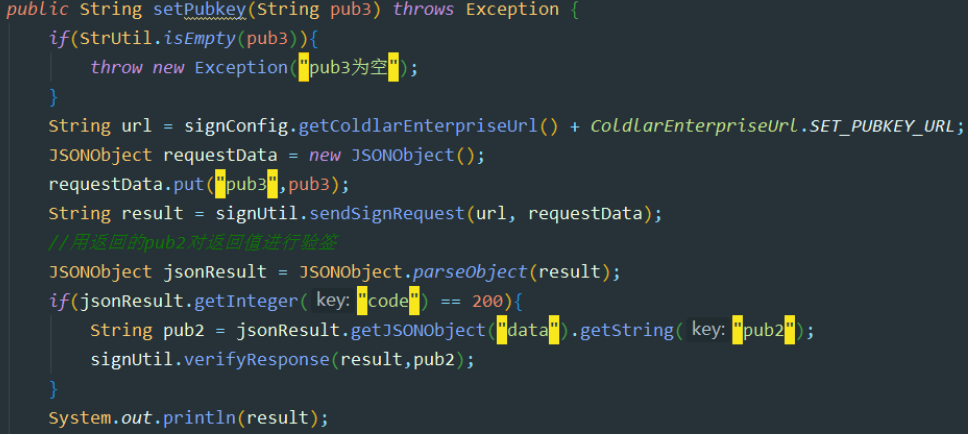 public String setPubkey(String pub3) throws Exception {
if(StrUtil.isEmpty(pub3)){
throw new Exception("pub3为空");
}
String url = signConfig.getColdlarEnterpriseUrl() + ColdlarEnterpriseUrl.SET_PUBKEY_URL;
JSONObject requestData = new JSONObject();
requestData.put("pub3",pub3);
String result = signUtil.sendSignRequest(url, requestData);
//用返回的pub2对返回值进行验签
JSONObject jsonResult = JSONObject.parseObject(result);
if(jsonResult.getInteger( key: "code") == 200){
String pub2 = jsonResult.getJSONObject("data").getString( key: "pub2");
signUtil.verifyResponse(result,pub2);
}
System.out.println(result);